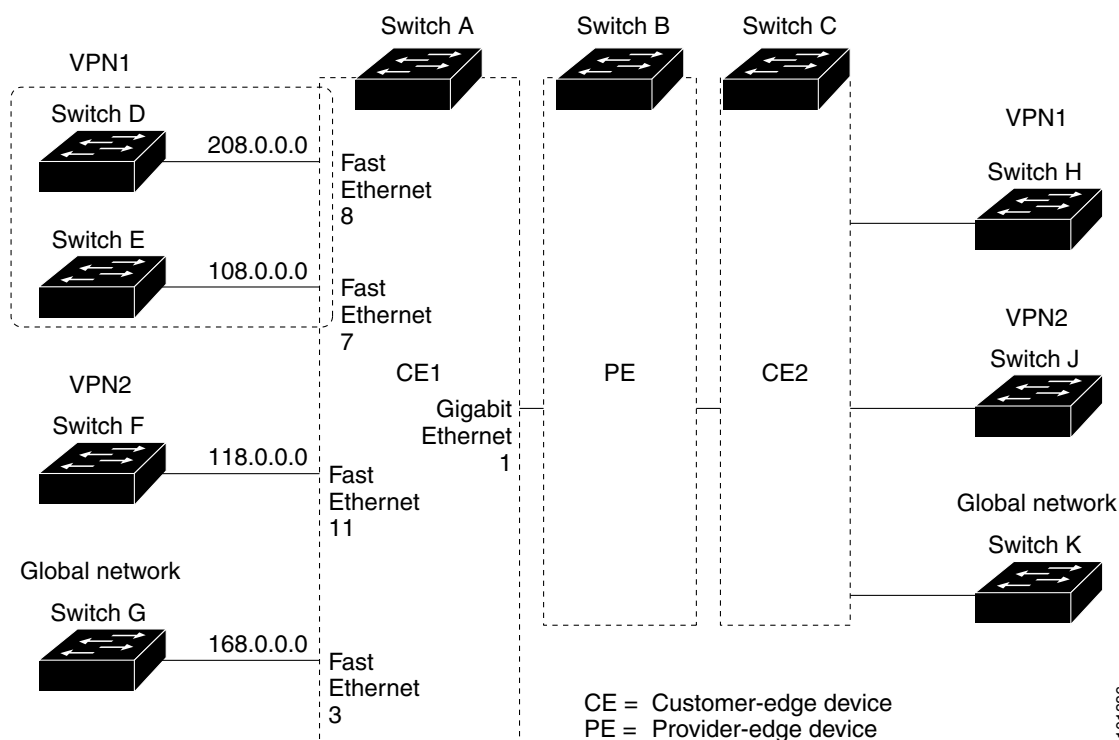 Switch A
Switch B
Switch C
VPN1
Switch D
208.0.0.0
Fast
Ethernet
8
Switch E
108.0.0.0
Fast
Ethernet
7
VPN2
Switch F
118.0.0.0
Fast
Ethernet
11
Global network
Switch G
168.0.0.0
Fast
Ethernet
3
CE1
Gigabit
Ethernet
1
PE
CE2
VPN1
Switch H
VPN2
Switch J
Global network
Switch K
CE = Customer-edge device
PE = Provider-edge device